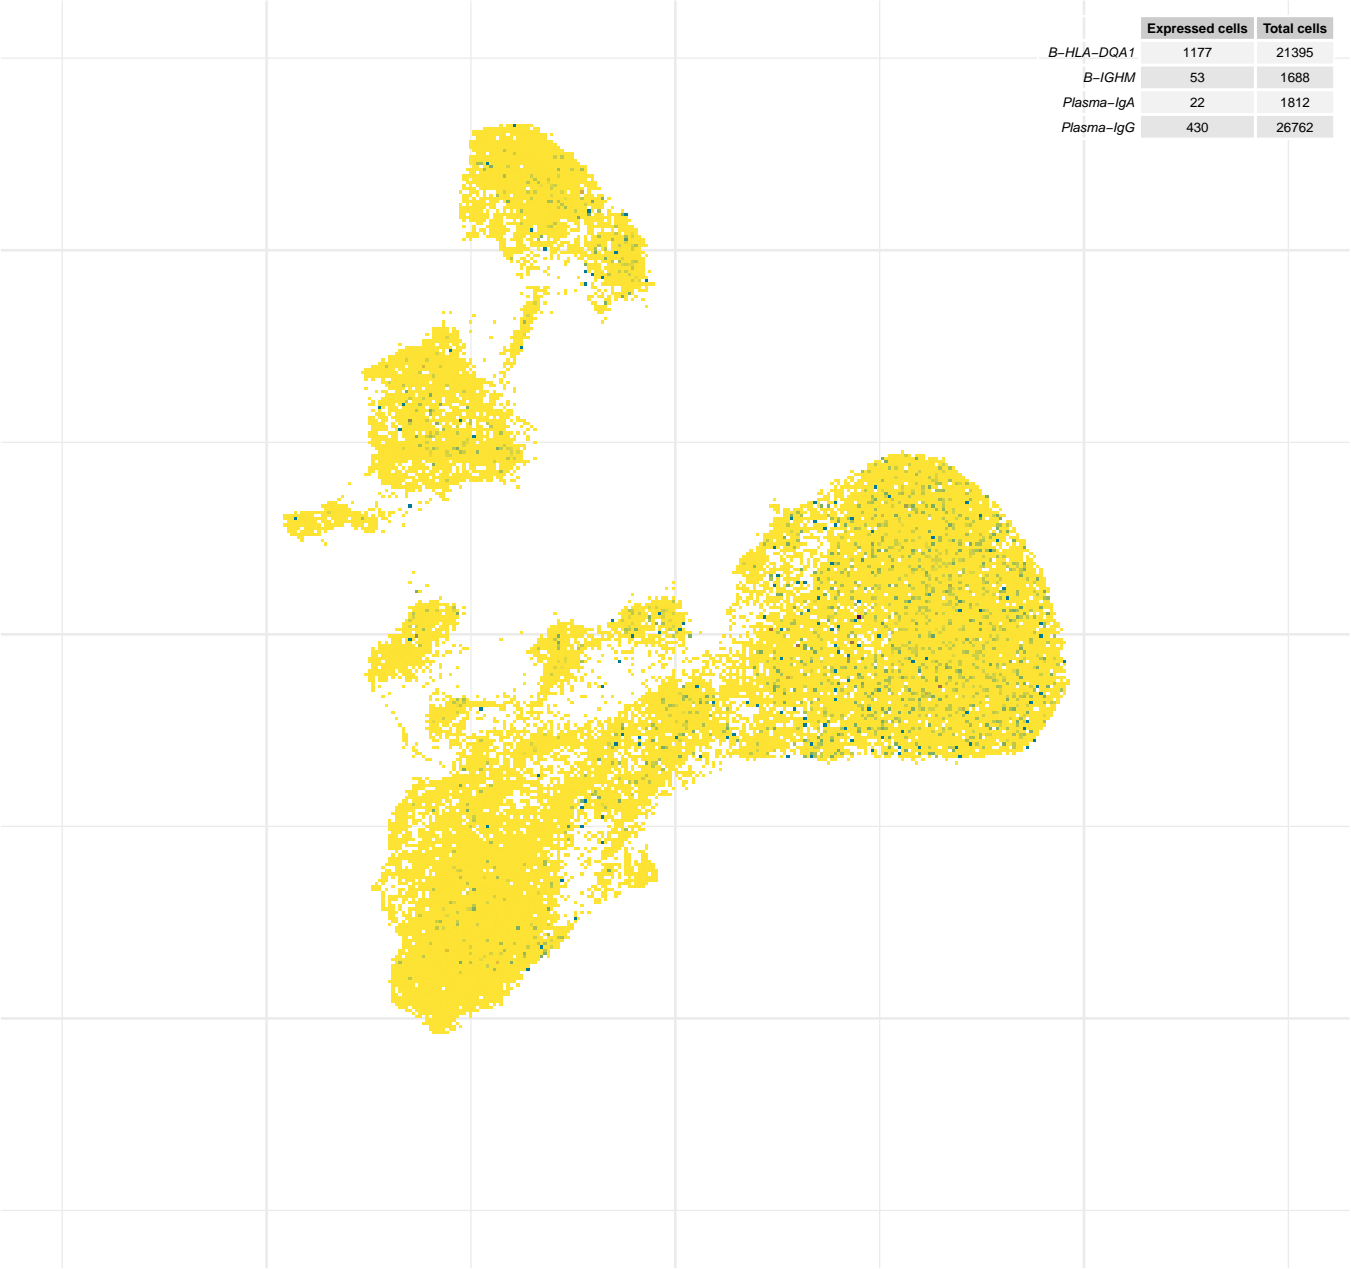 Expressed cells Total cells
B−HLA−DQA1 1177 21395
B−IGHM 53 1688
Plasma−IgA 22 1812
Plasma−IgG 430 26762